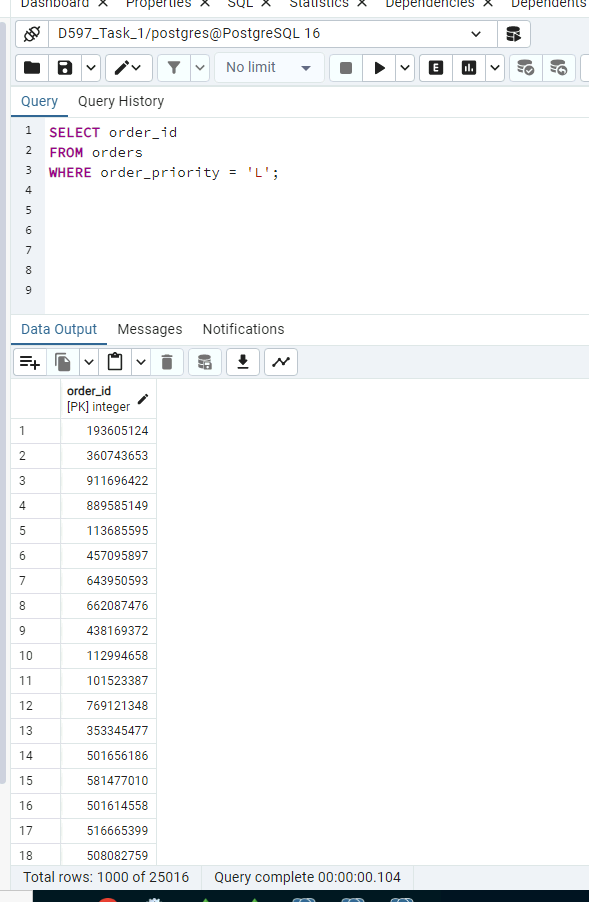 Dashboard × Properties × SQL × Statistics × Dependencies × Dependents
D597_Task_1/postgres@PostgreSQL 16
No limit
E
Query Query History
1 SELECT order_id
2 FROM orders
3 WHERE order_priority = 'L';
4
5
6
7
8
9
Data Output Messages Notifications
order_id
[PK] integer
1 193605124
2 360743653
3 911696422
4 889585149
5 113685595
6 457095897
7 643950593
8 662087476
9 438169372
10 112994658
11 101523387
12 769121348
13 353345477
14 501656186
15 581477010
16 501614558
17 516665399
18 508082759
Total rows: 1000 of 25016 Query complete 00:00:00.104